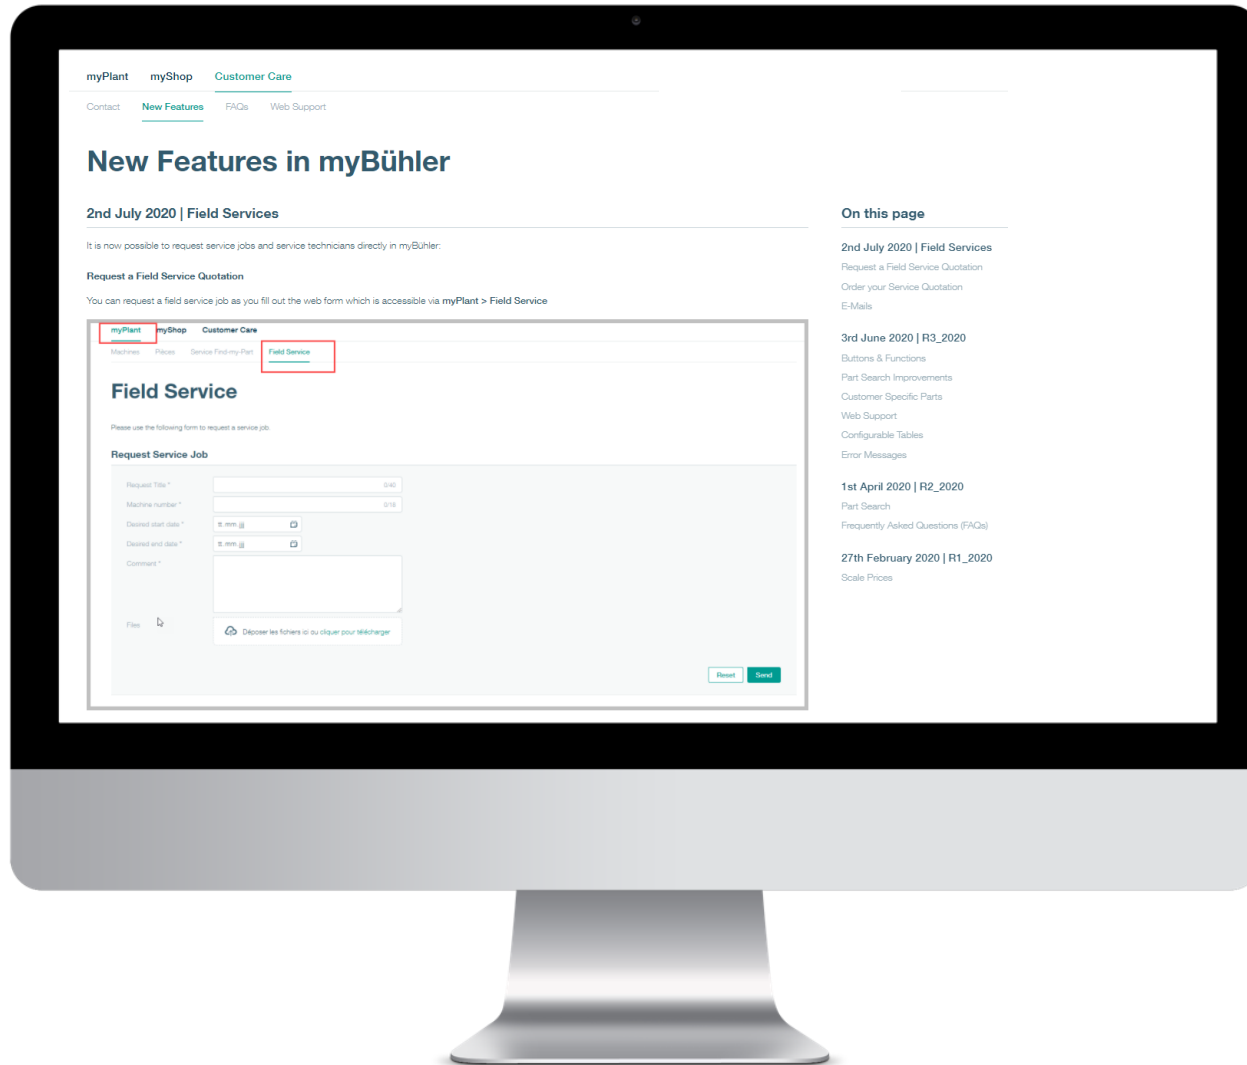 myPlant myShop Customer Care
Contact New Features FAQs Web Support
New Features in myBühler
2nd July 2020 | Field Services
It is now possible to request service jobs and service technicians directly in myBühler:
Request a Field Service Quotation
You can request a field service job as you fill out the web form which is accessible via myPlant > Field Service
myPlant myShop Customer Care
Machines Pièces Service Find-my-Part Field Service
Field Service
Please use the following form to request a service job.
Request Service Job
Request Title * 0/40
Machine number * 0/18
Desired start date * tt.mm.jjjj
Desired end date * tt.mm.jjjj
Comment *
Files Déposer les fichiers ici ou cliquer pour télécharger
Reset Send
On this page
2nd July 2020 | Field Services
Request a Field Service Quotation
Order your Service Quotation
E-Mails
3rd June 2020 | R3_2020
Buttons & Functions
Part Search Improvements
Customer Specific Parts
Web Support
Configurable Tables
Error Messages
1st April 2020 | R2_2020
Part Search
Frequently Asked Questions (FAQs)
27th February 2020 | R1_2020
Scale Prices